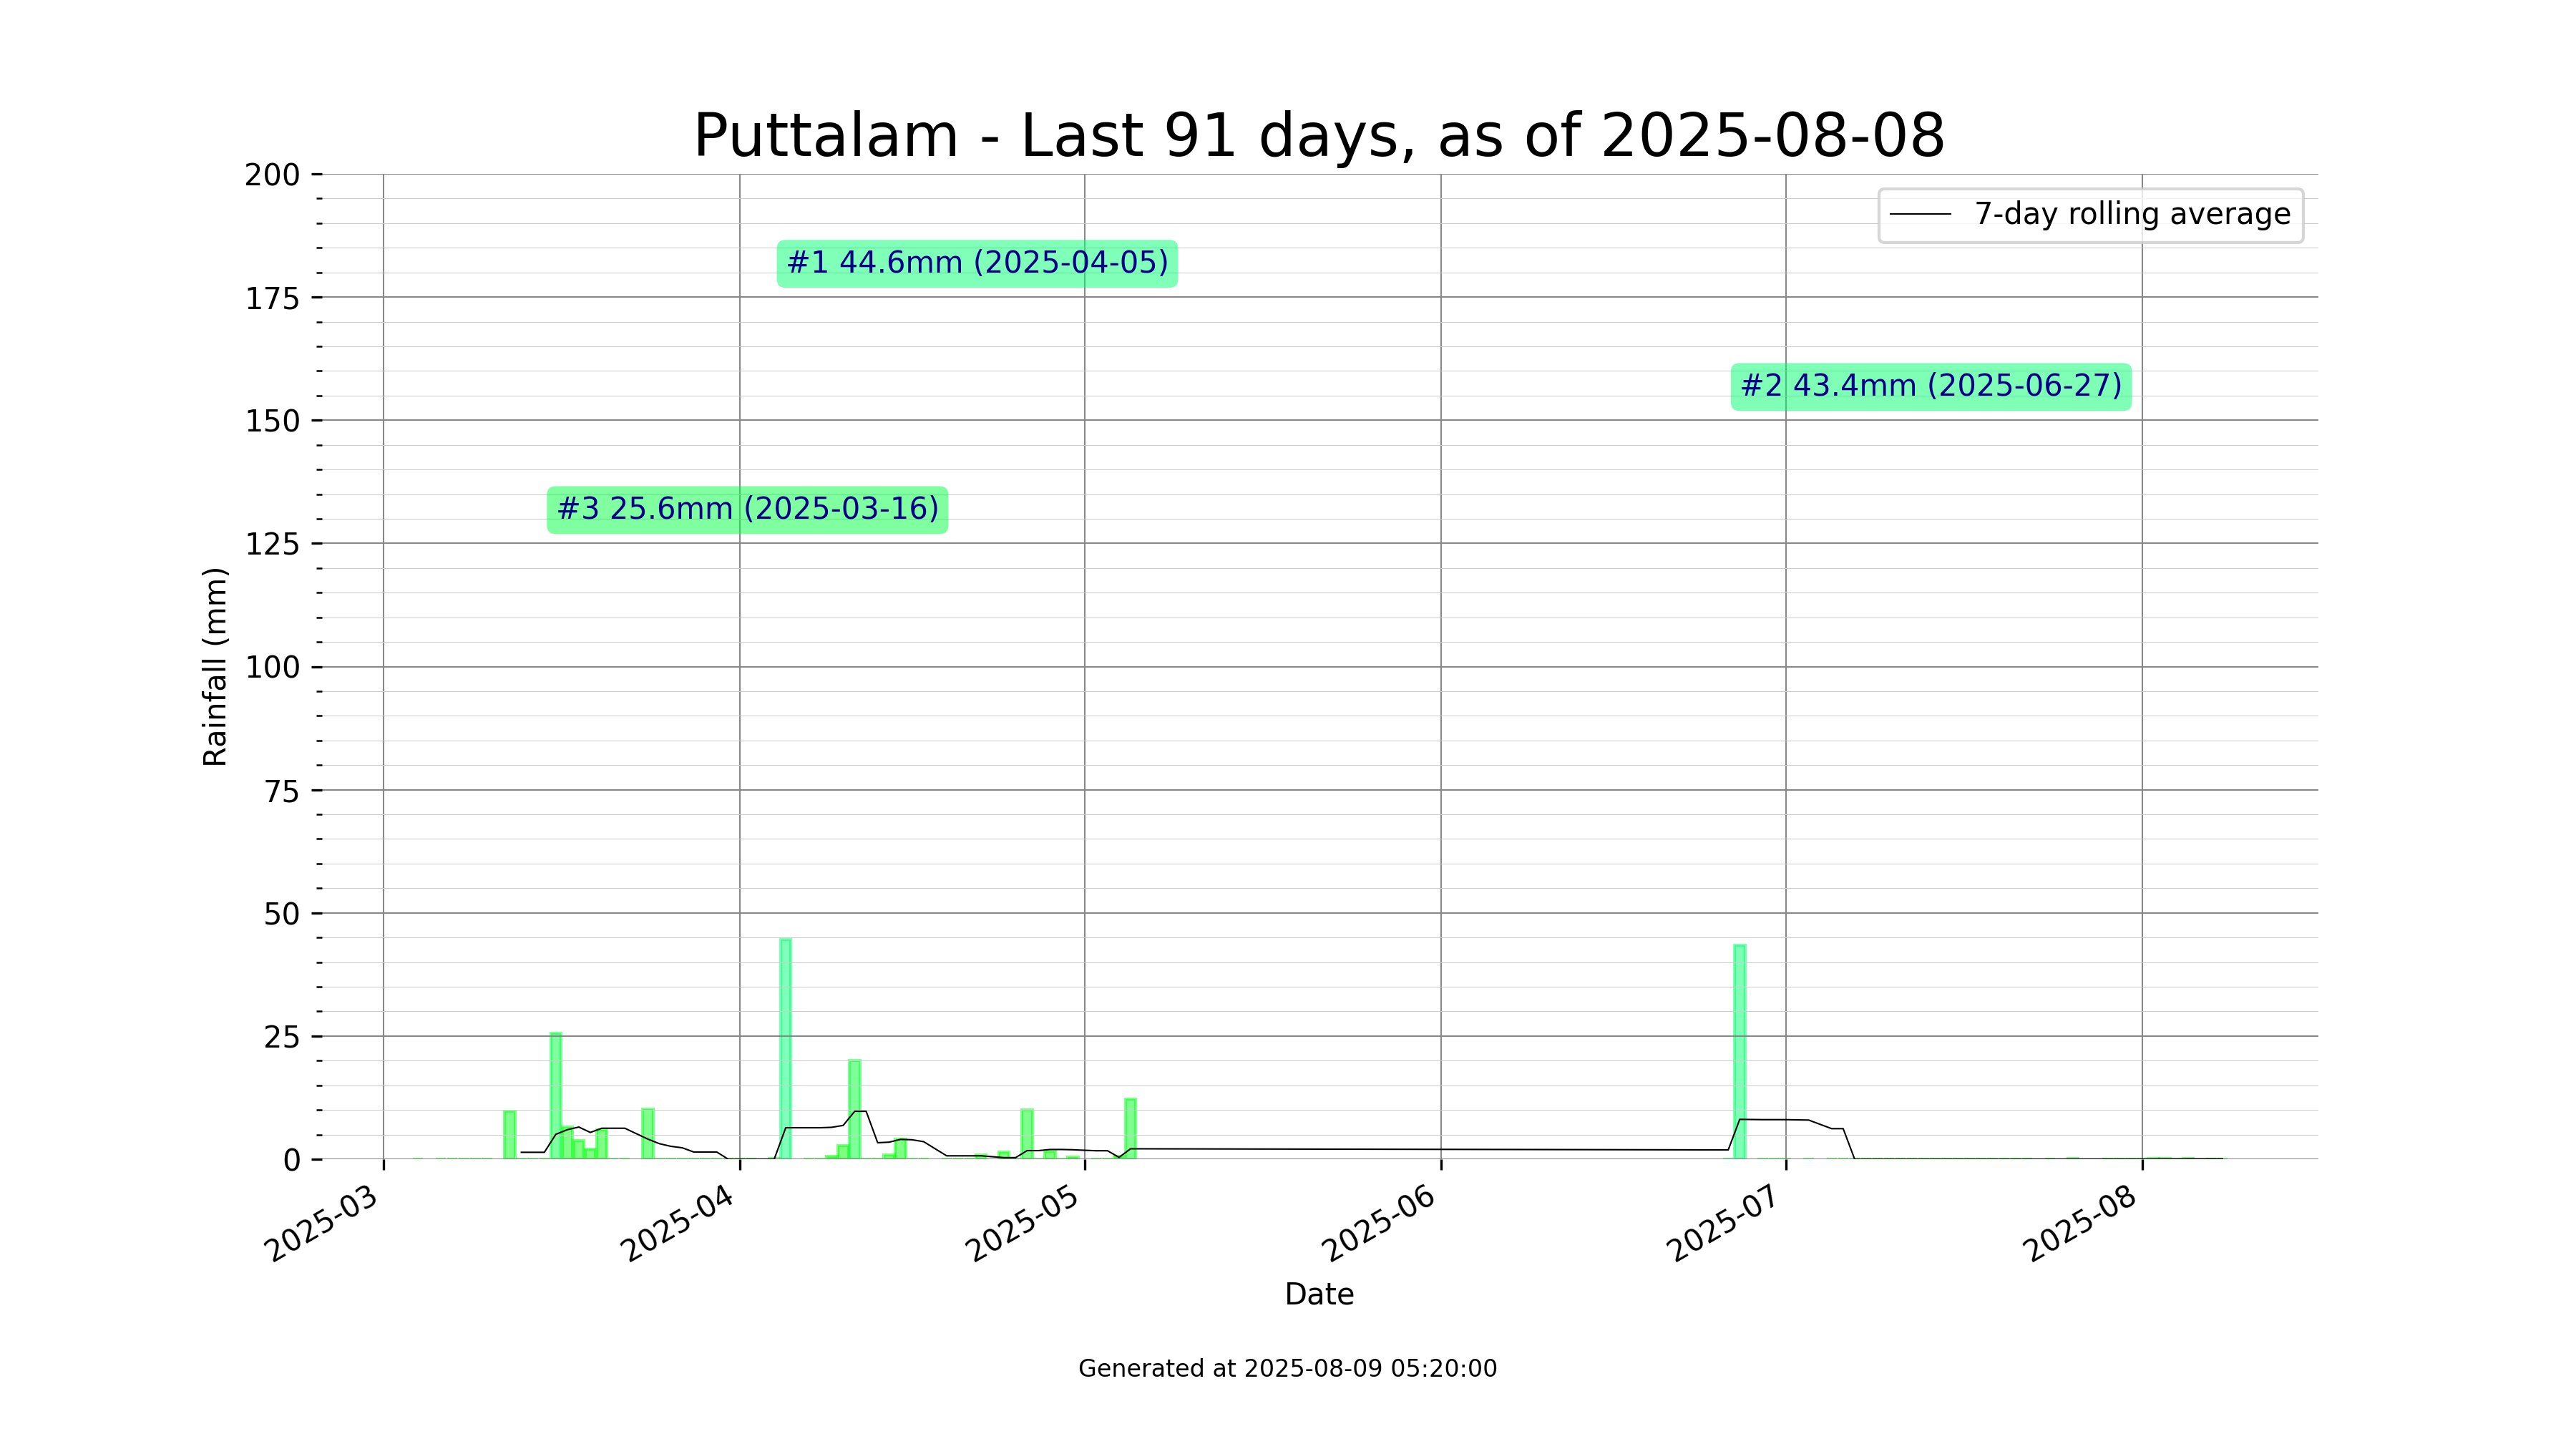 Puttalam - Last 91 days, as of 2025-08-08
7-day rolling average
#1 44.6mm (2025-04-05)
#2 43.4mm (2025-06-27)
#3 25.6mm (2025-03-16)
Rainfall (mm)
200
175
150
125
100
75
50
25
0
2025-03
2025-04
2025-05
2025-06
2025-07
2025-08
Date
Generated at 2025-08-09 05:20:00